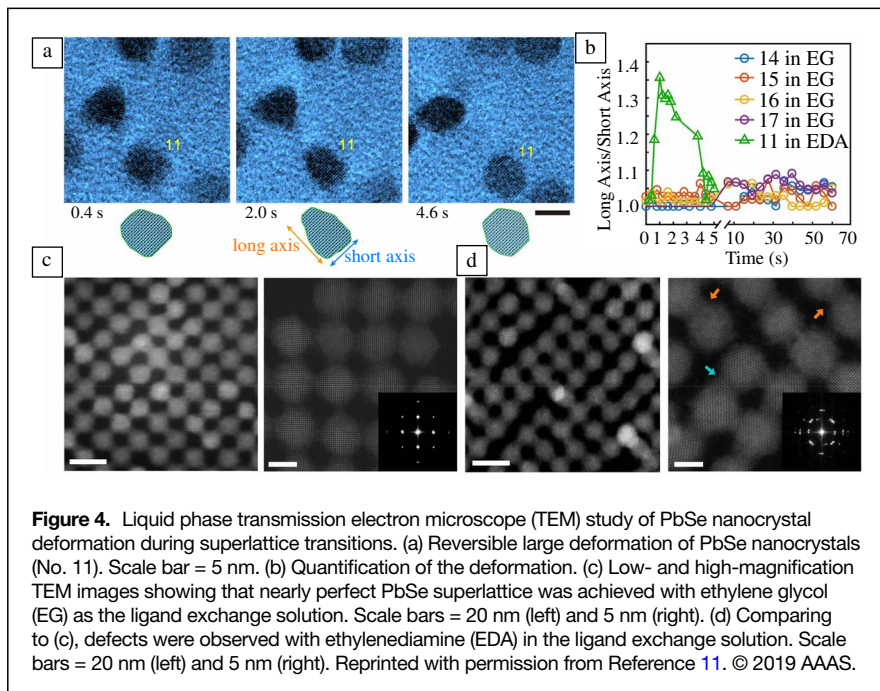 a
11
11
0.4 s
2.0 s
4.6 s
long axis
short axis
b
Long Axis/Short Axis
1.4
1.3
1.2
1.1
1.0
14 in EG
15 in EG
16 in EG
17 in EG
11 in EDA
0 1 2 3 4 5 10 30 50 70
Time (s)
c
d
Figure 4. Liquid phase transmission electron microscope (TEM) study of PbSe nanocrystal
deformation during superlattice transitions. (a) Reversible large deformation of PbSe nanocrystals
(No. 11). Scale bar = 5 nm. (b) Quantification of the deformation. (c) Low- and high-magnification
TEM images showing that nearly perfect PbSe superlattice was achieved with ethylene glycol
(EG) as the ligand exchange solution. Scale bars = 20 nm (left) and 5 nm (right). (d) Comparing
to (c), defects were observed with ethylenediamine (EDA) in the ligand exchange solution. Scale
bars = 20 nm (left) and 5 nm (right). Reprinted with permission from Reference 11. © 2019 AAAS.